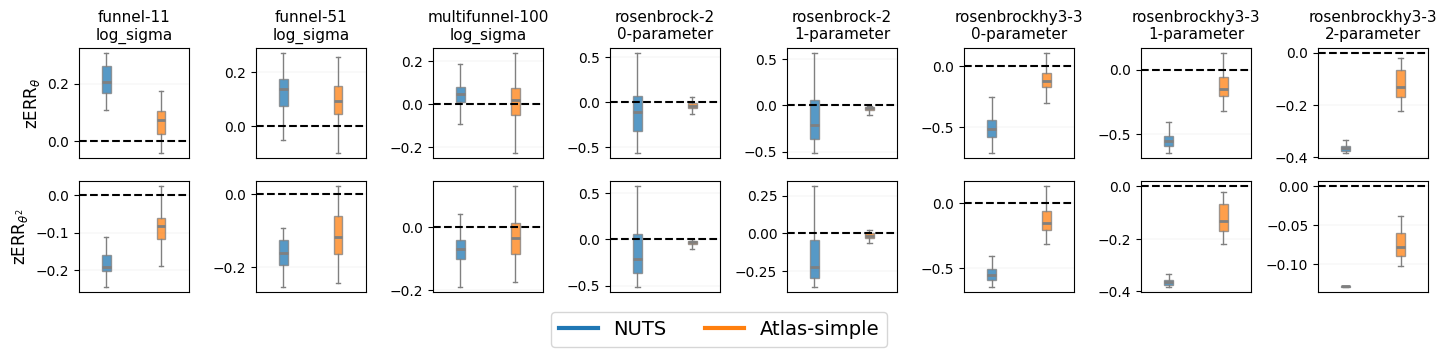 funnel-11
log_sigma
funnel-51
log_sigma
multifunnel-100
log_sigma
rosenbrock-2
0-parameter
rosenbrock-2
1-parameter
rosenbrockhy3-3
0-parameter
rosenbrockhy3-3
1-parameter
rosenbrockhy3-3
2-parameter
zERR_θ
0.2
0.0
0.2
0.0
0.2
0.0
−0.2
0.5
0.0
−0.5
0.5
0.0
−0.5
0.0
−0.5
0.0
−0.5
0.0
−0.2
−0.4
zERR_θ²
0.0
−0.1
−0.2
0.0
−0.2
0.0
−0.2
0.5
0.0
−0.5
0.25
0.00
−0.25
0.0
−0.5
0.0
−0.2
−0.4
0.00
−0.05
−0.10
NUTS
Atlas-simple